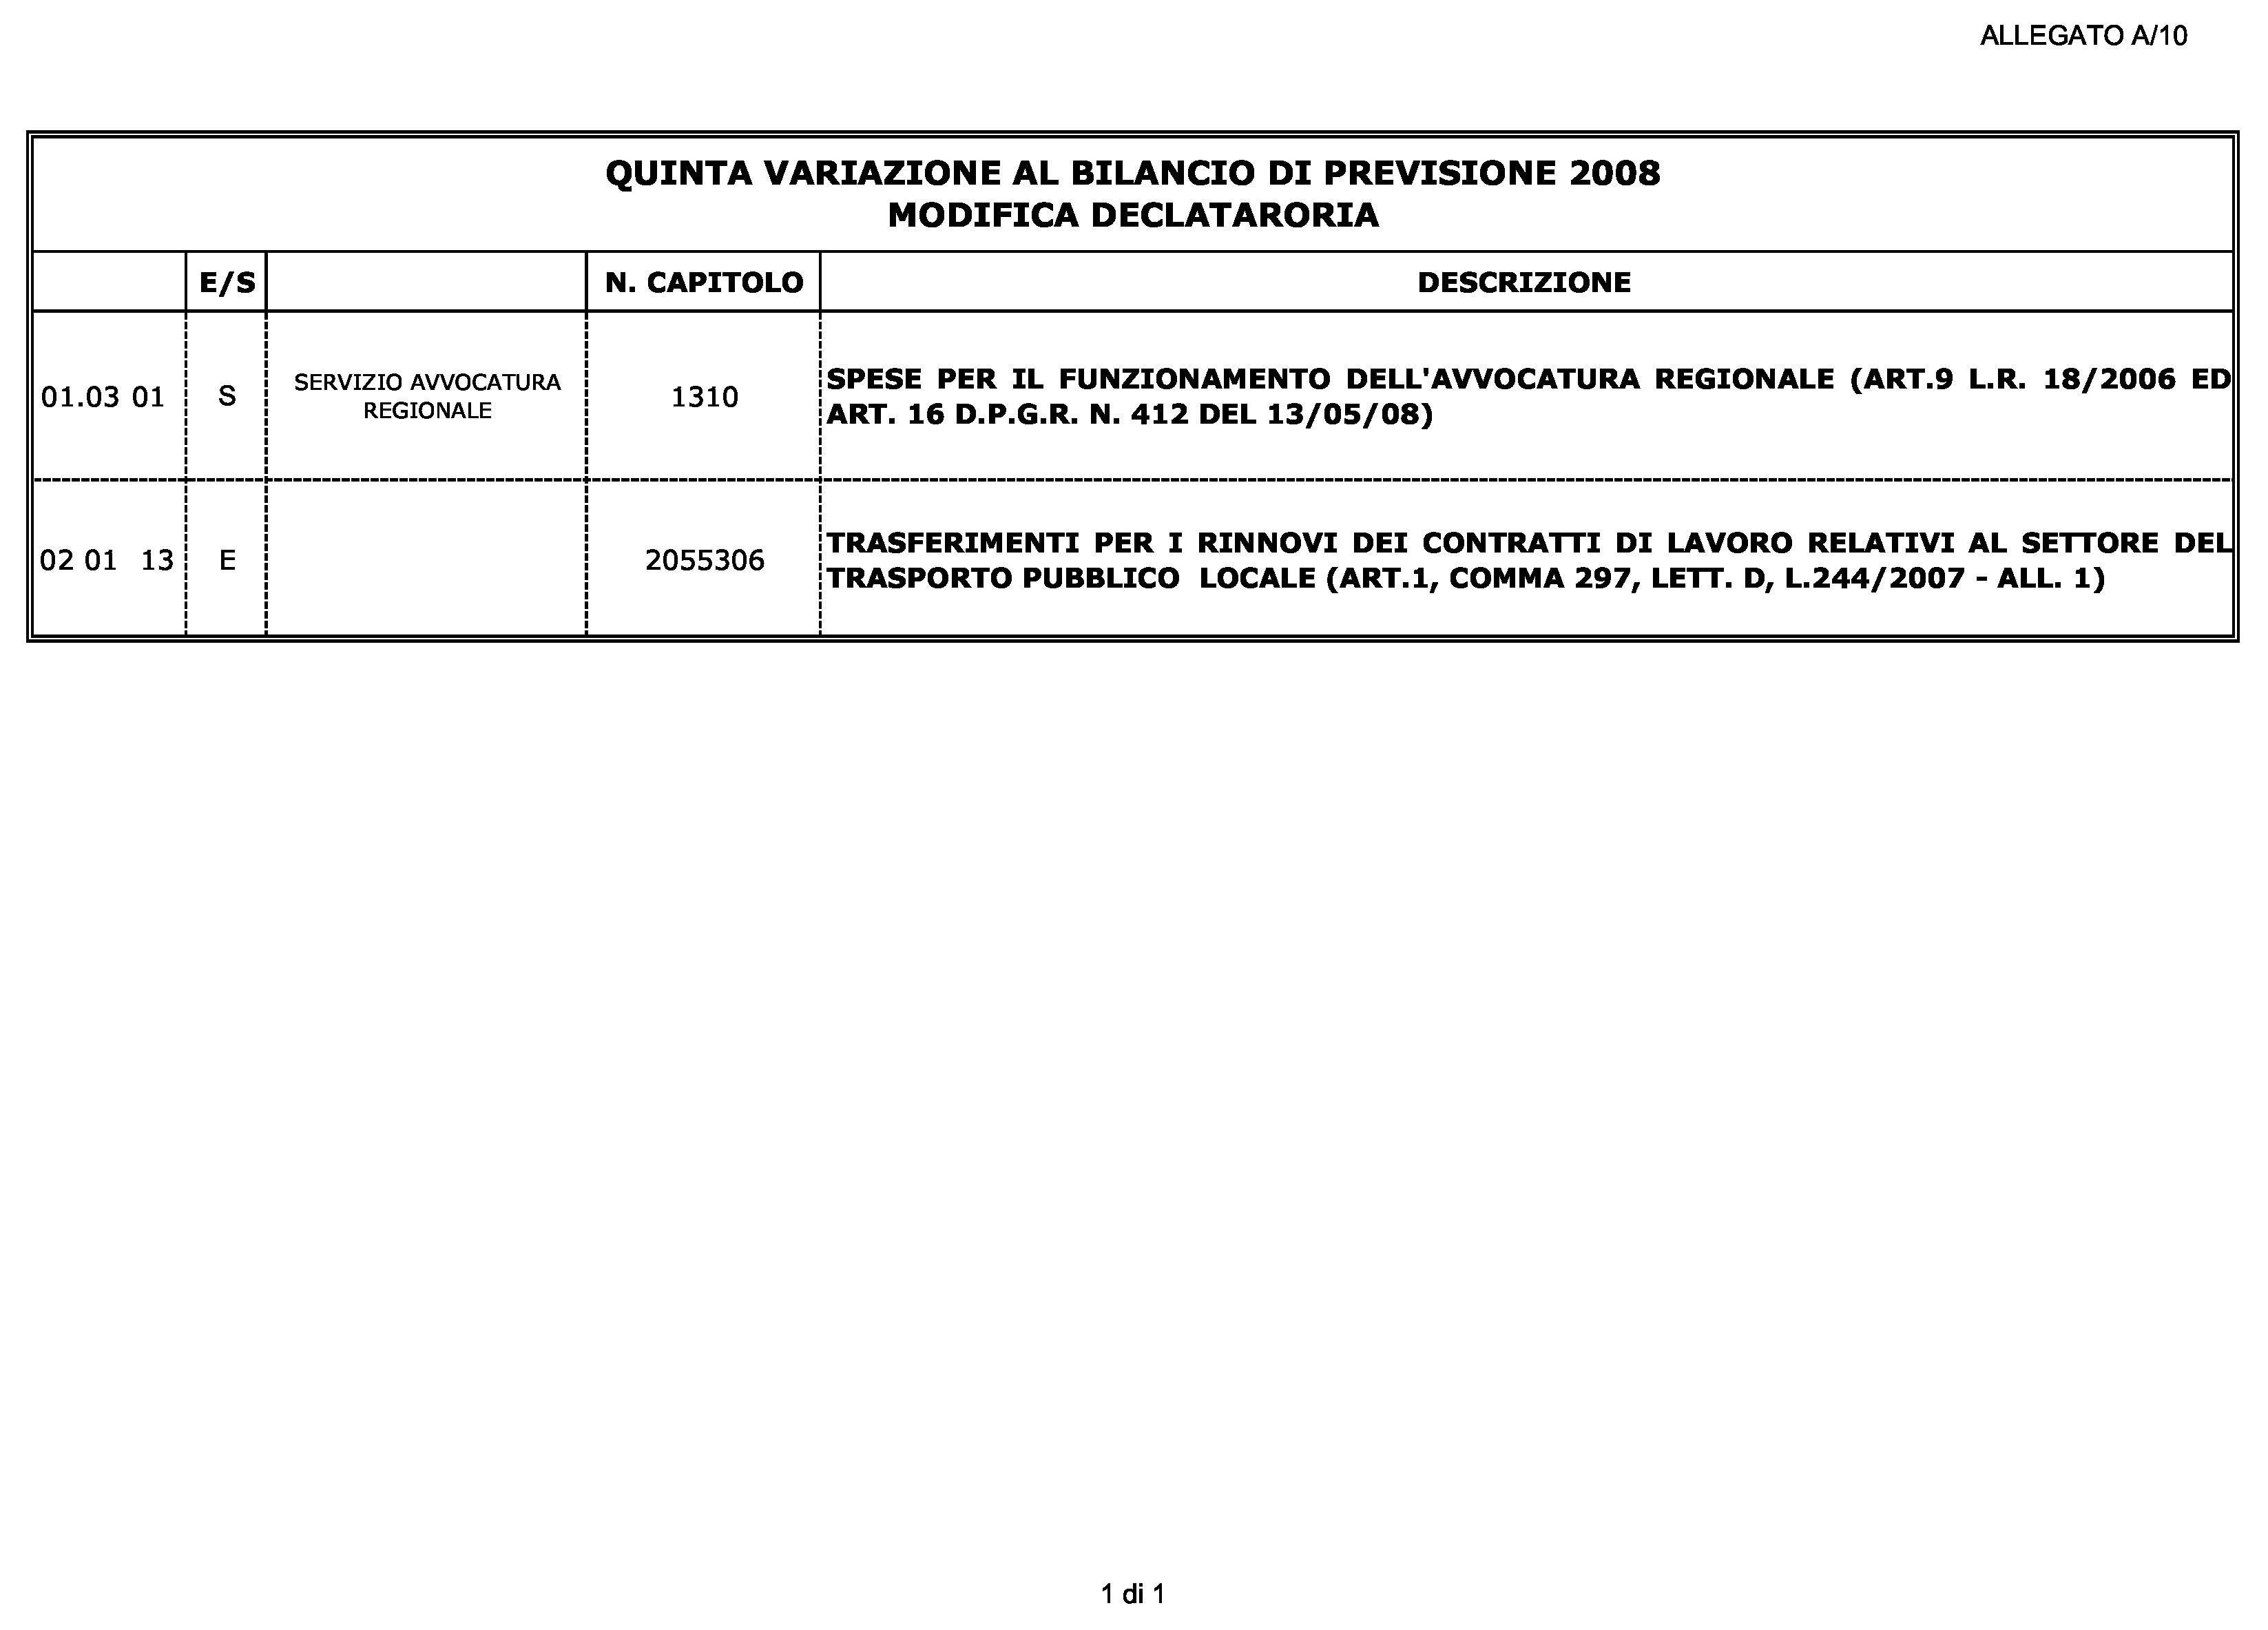 ALLEGATO A/10
QUINTA VARIAZIONE AL BILANCIO DI PREVISIONE 2008
MODIFICA DECLATARORIA
E/S N. CAPITOLO DESCRIZIONE
01.03 01 S SERVIZIO AVVOCATURA REGIONALE 1310 SPESE PER IL FUNZIONAMENTO DELL'AVVOCATURA REGIONALE (ART.9 L.R. 18/2006 ED
ART. 16 D.P.G.R. N. 412 DEL 13/05/08)
02 01 13 E 2055306 TRASFERIMENTI PER I RINNOVI DEI CONTRATTI DI LAVORO RELATIVI AL SETTORE DEL
TRASPORTO PUBBLICO LOCALE (ART.1, COMMA 297, LETT. D, L.244/2007 - ALL. 1)
1 di 1